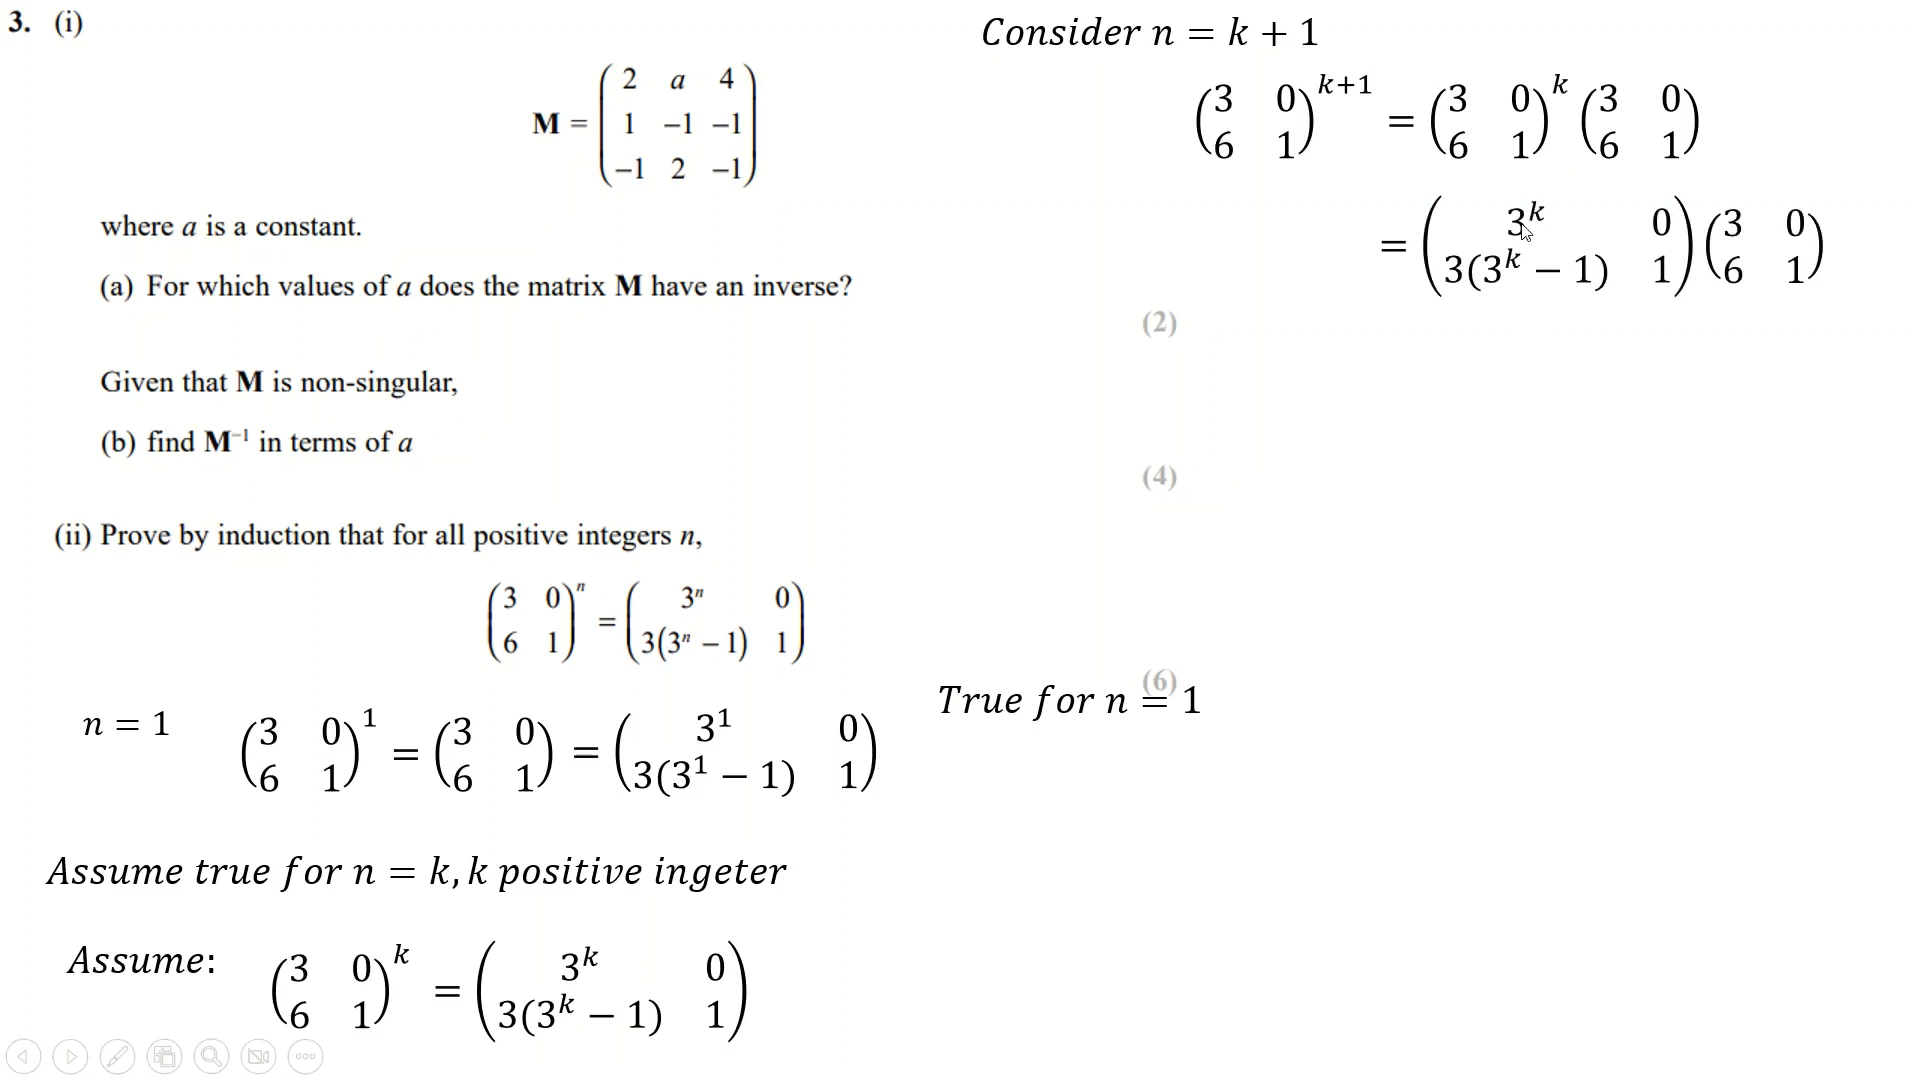 3. (i)
M = ( 2 a 4
1 −1 −1
−1 2 −1 )
where a is a constant.
(a) For which values of a does the matrix M have an inverse?
(2)
Given that M is non-singular,
(b) find M⁻¹ in terms of a
(4)
(ii) Prove by induction that for all positive integers n,
(3 0
6 1)ⁿ = (3ⁿ 0
3(3ⁿ − 1) 1)
(6)
n = 1 (3 0
6 1)¹ = (3 0
6 1) = (3¹ 0
3(3¹ − 1) 1)
True for n = 1
Assume true for n = k, k positive ingeter
Assume: (3 0
6 1)ᵏ = (3ᵏ 0
3(3ᵏ − 1) 1)
Consider n = k + 1
(3 0
6 1)ᵏ⁺¹ = (3 0
6 1)ᵏ (3 0
6 1)
= (3ᵏ 0
3(3ᵏ − 1) 1) (3 0
6 1)